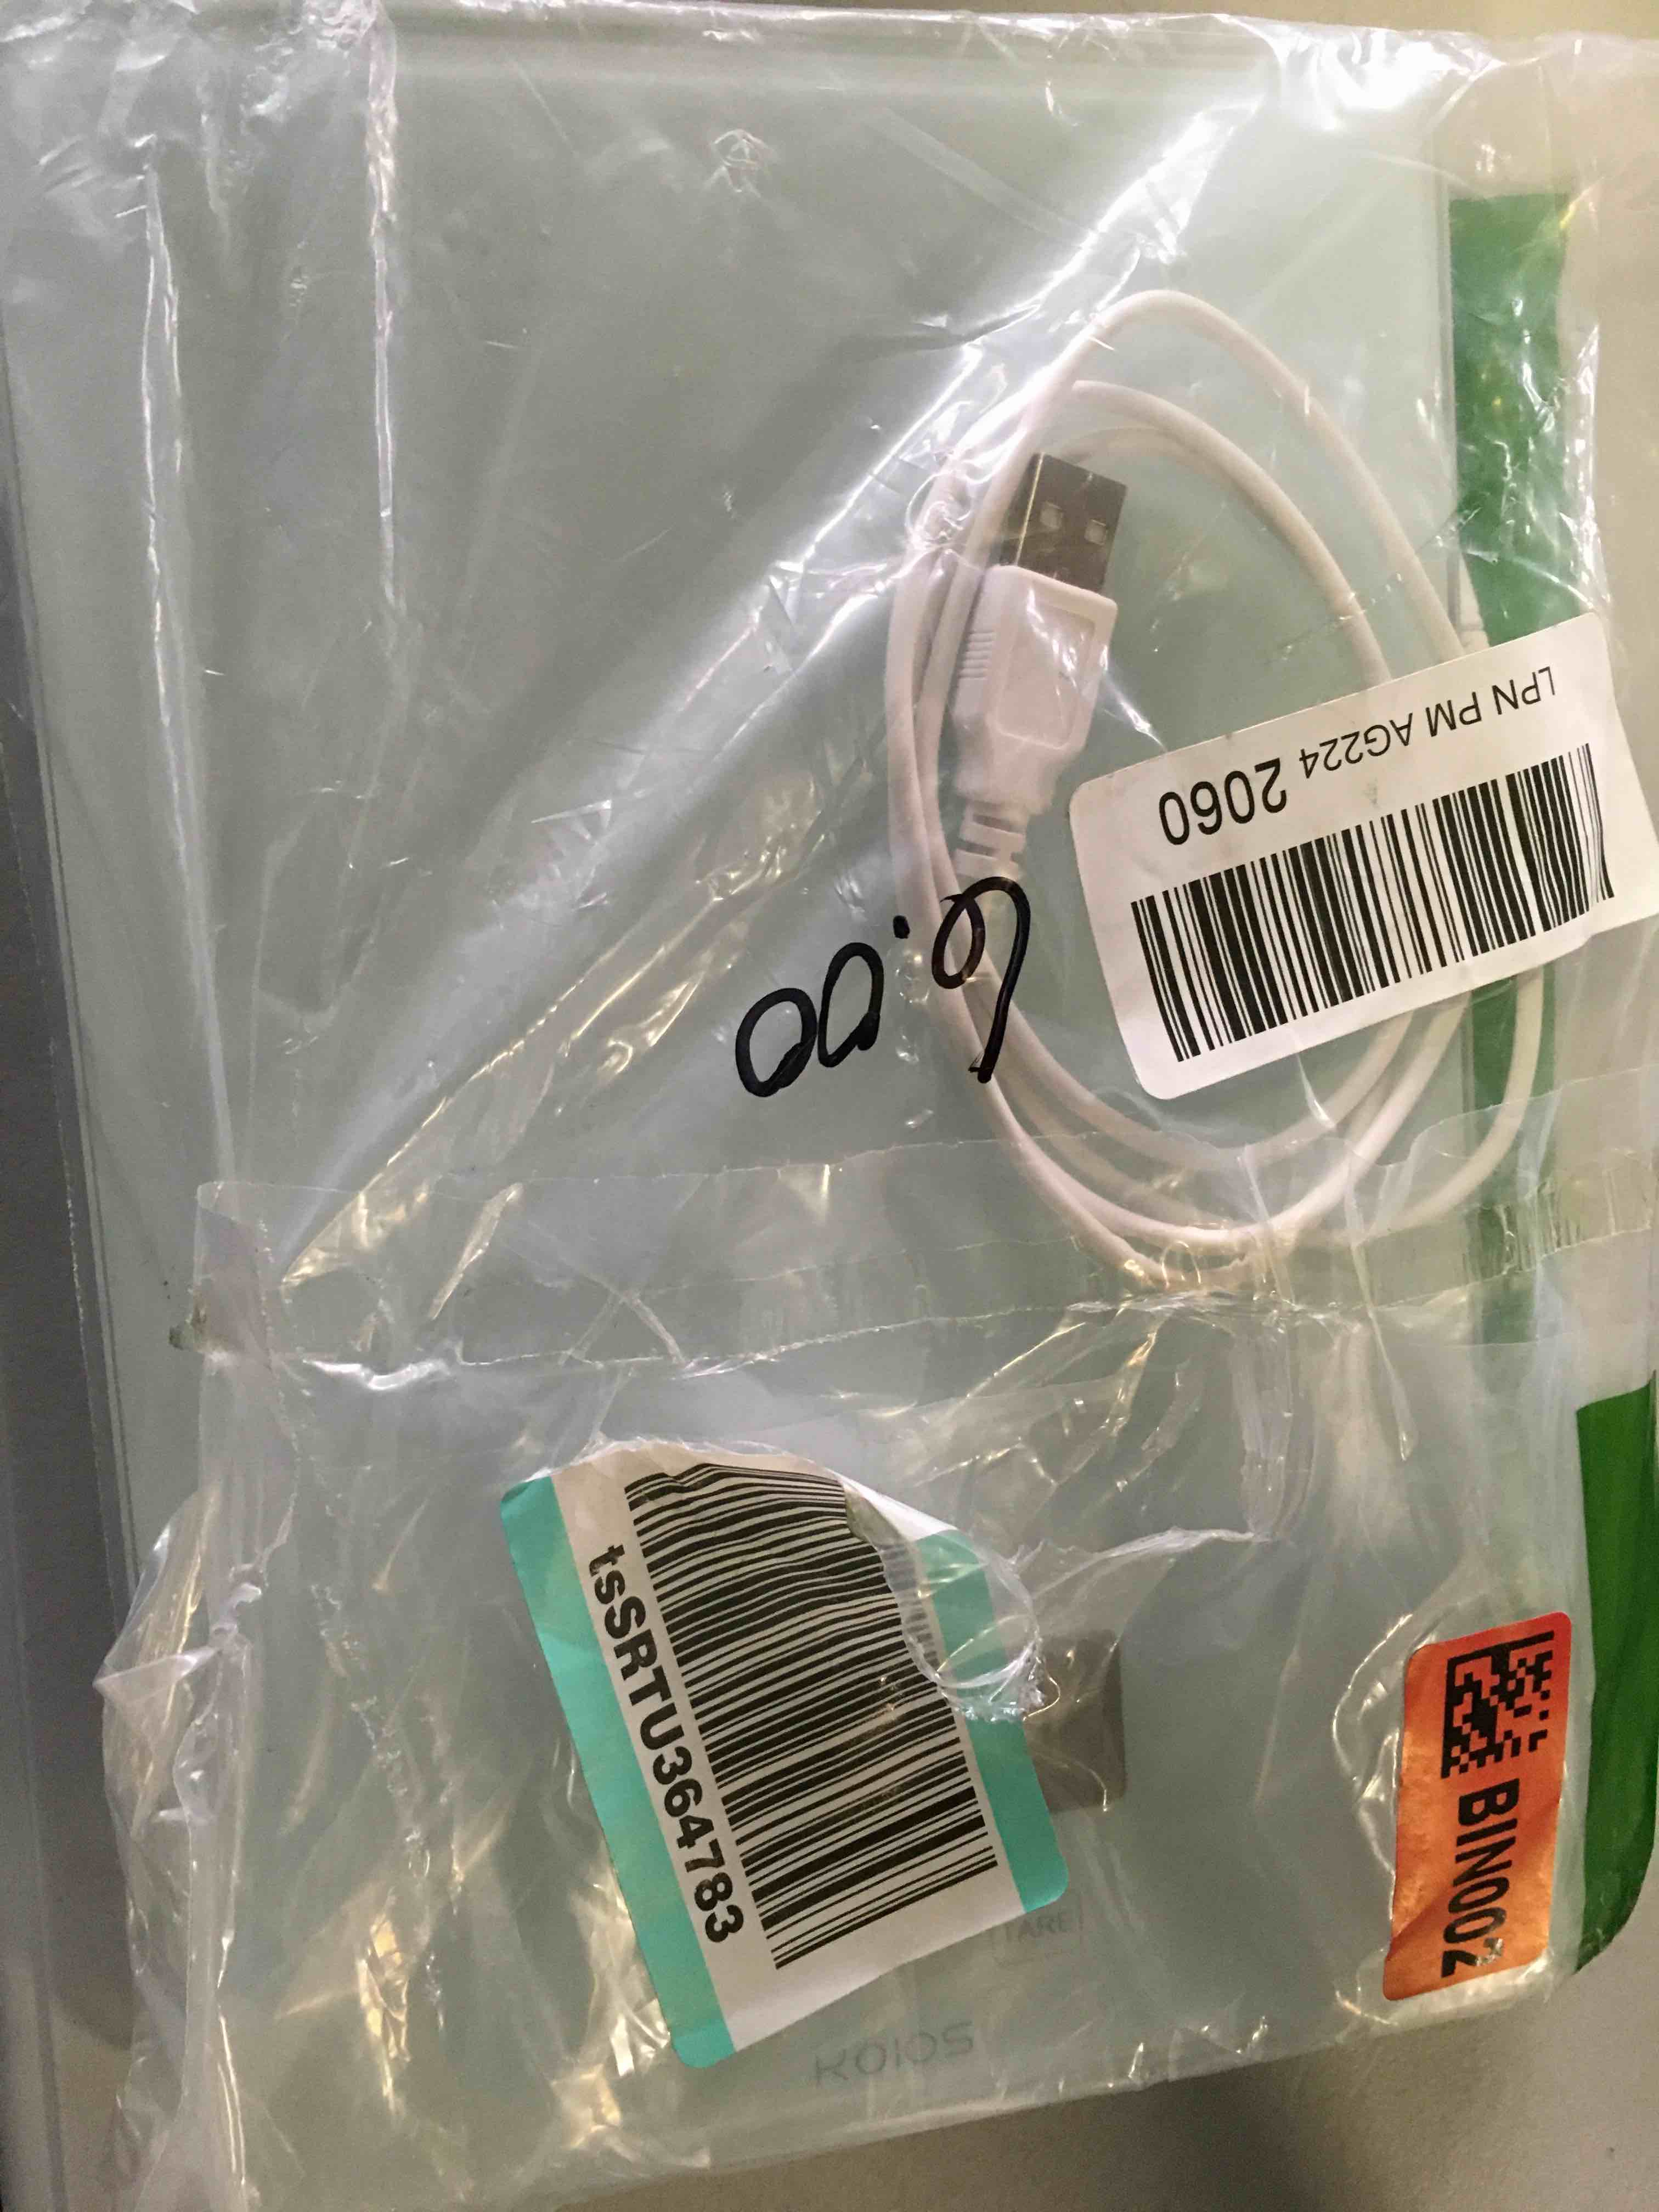 LPN PM AG224 2060
6.00
tsSRTU364783
BIN002
TARE
KOIOS